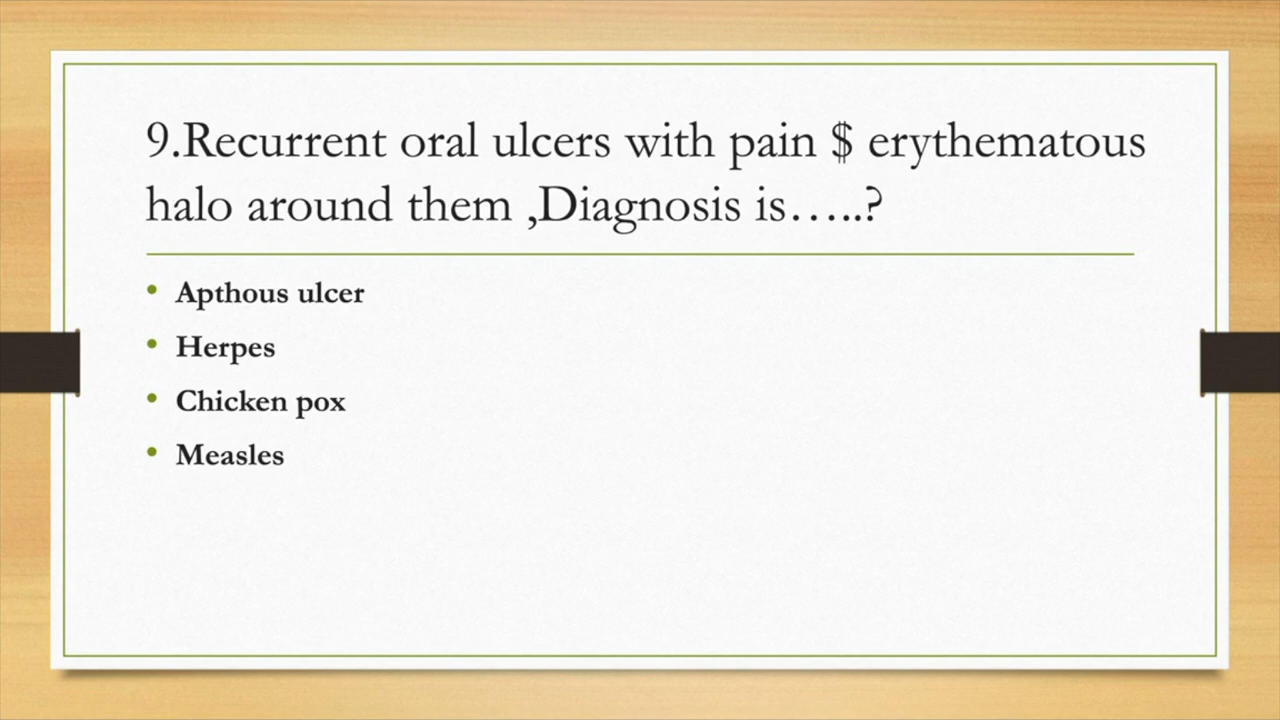 9.Recurrent oral ulcers with pain $ erythematous
halo around them ,Diagnosis is…..?
• Apthous ulcer
• Herpes
• Chicken pox
• Measles